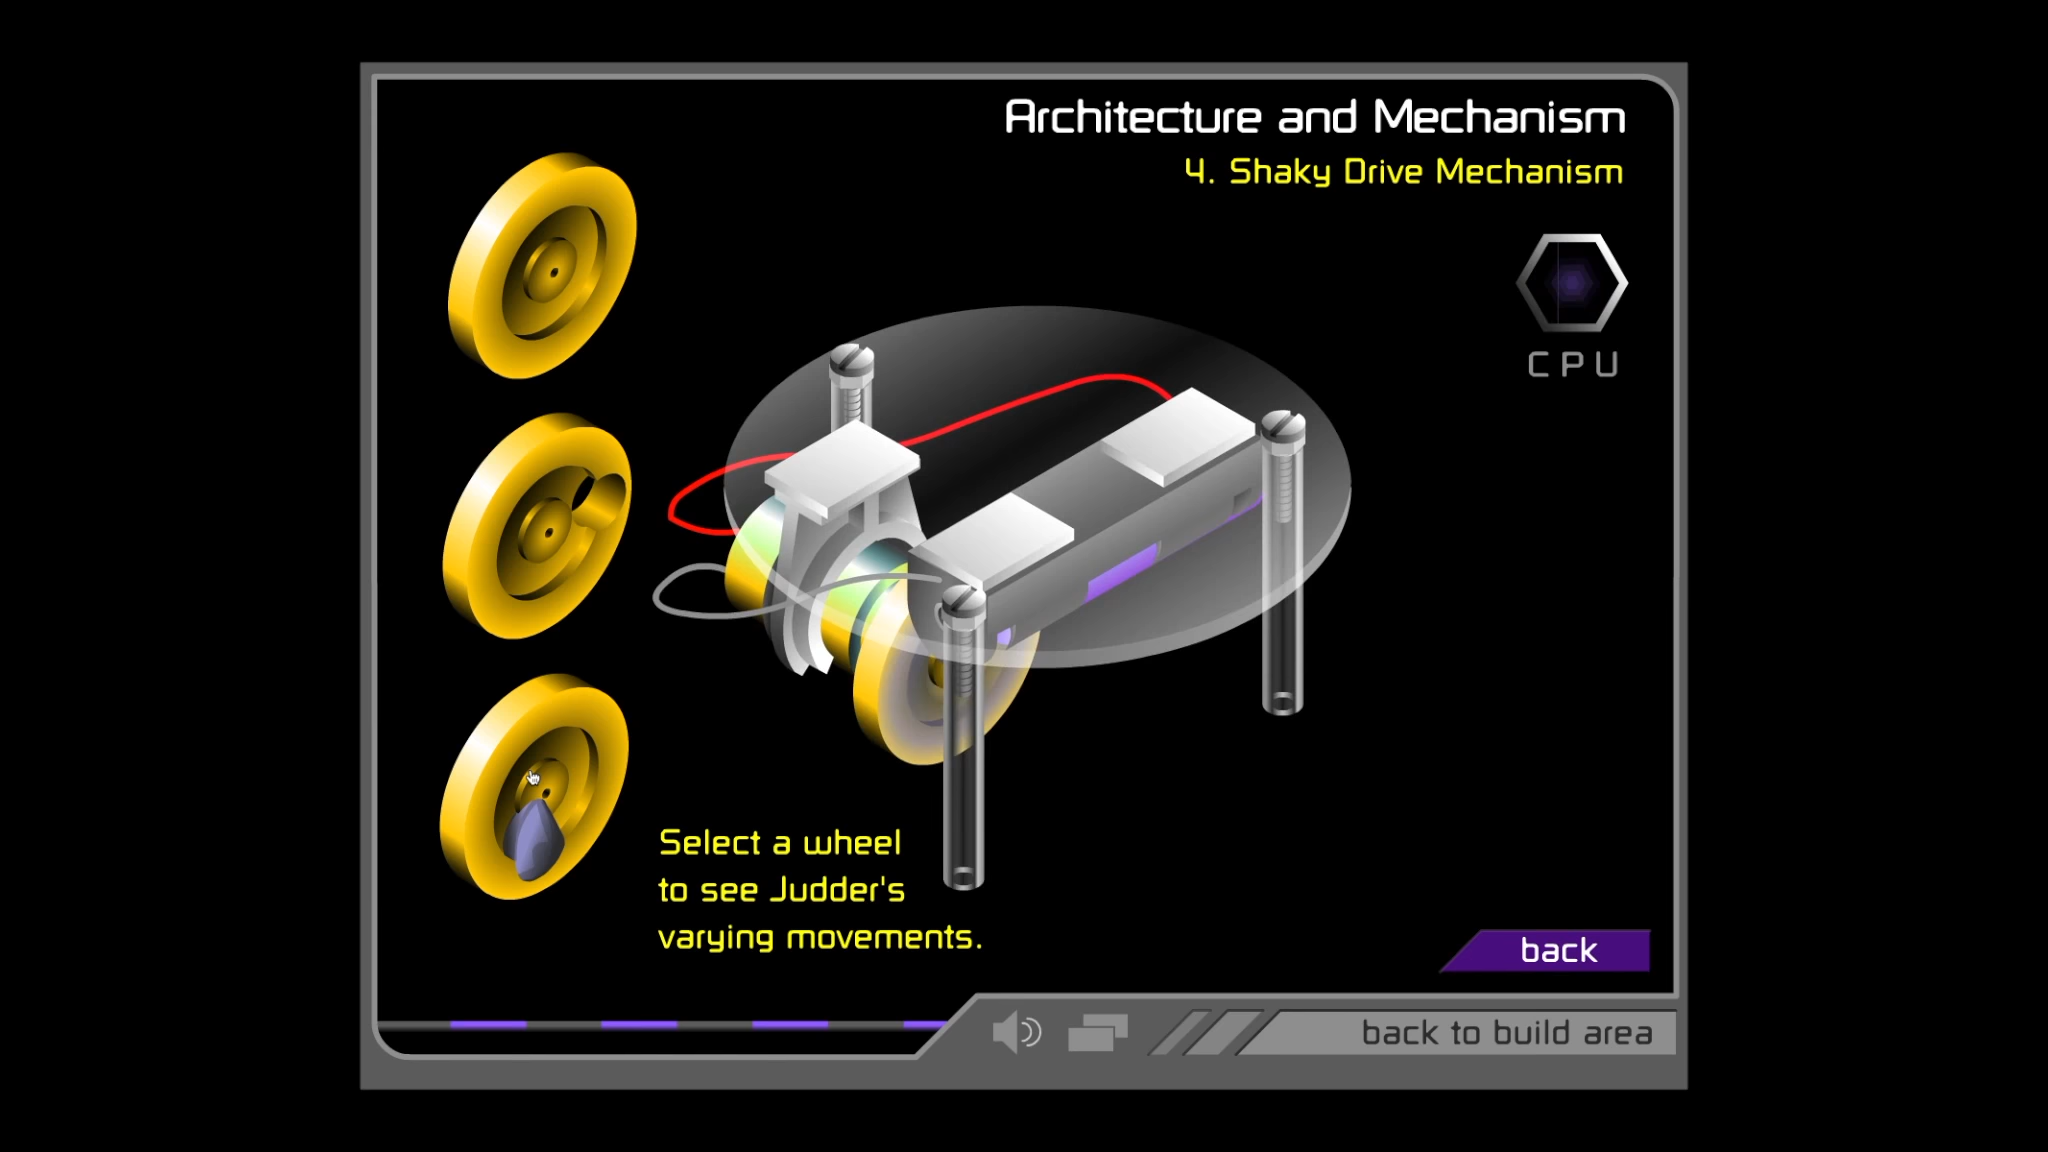 Architecture and Mechanism
4. Shaky Drive Mechanism
CPU
Select a wheel
to see Judder's
varying movements.
back
back to build area